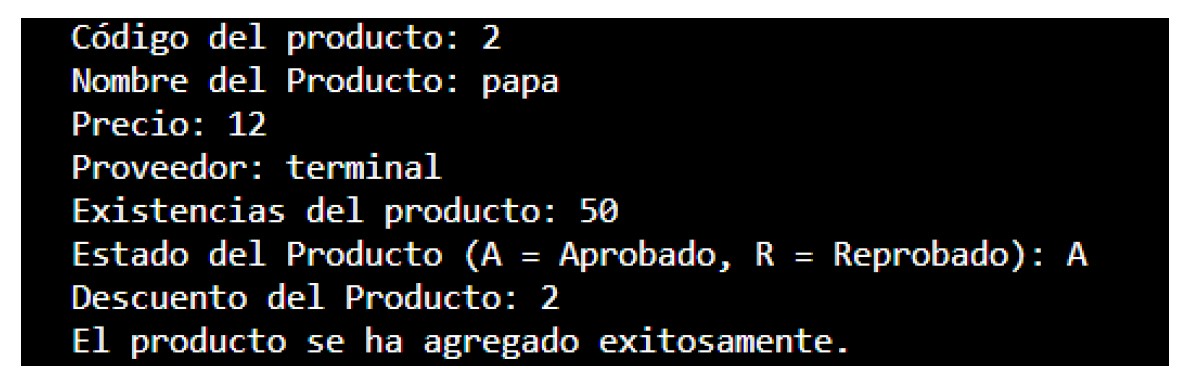 Código del producto: 2
Nombre del Producto: papa
Precio: 12
Proveedor: terminal
Existencias del producto: 50
Estado del Producto (A = Aprobado, R = Reprobado): A
Descuento del Producto: 2
El producto se ha agregado exitosamente.